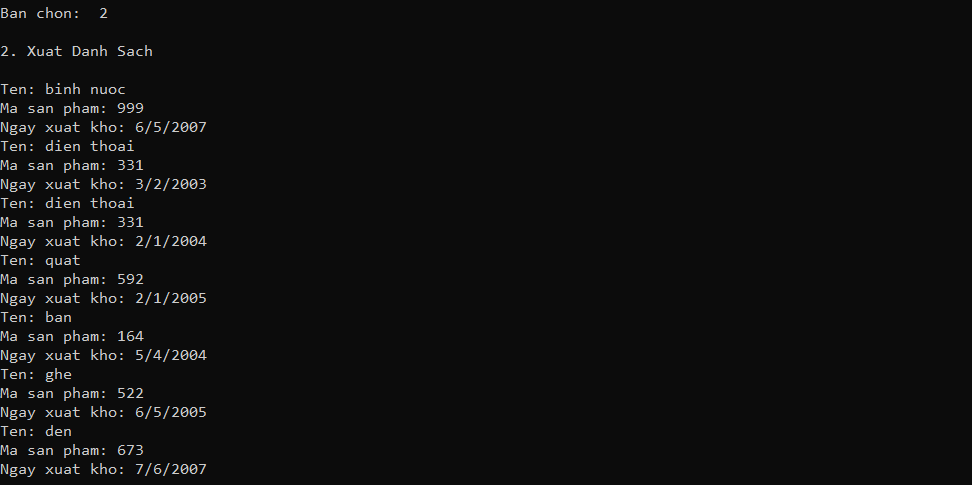 Ban chon:  2
2. Xuat Danh Sach
Ten: binh nuoc
Ma san pham: 999
Ngay xuat kho: 6/5/2007
Ten: dien thoai
Ma san pham: 331
Ngay xuat kho: 3/2/2003
Ten: dien thoai
Ma san pham: 331
Ngay xuat kho: 2/1/2004
Ten: quat
Ma san pham: 592
Ngay xuat kho: 2/1/2005
Ten: ban
Ma san pham: 164
Ngay xuat kho: 5/4/2004
Ten: ghe
Ma san pham: 522
Ngay xuat kho: 6/5/2005
Ten: den
Ma san pham: 673
Ngay xuat kho: 7/6/2007